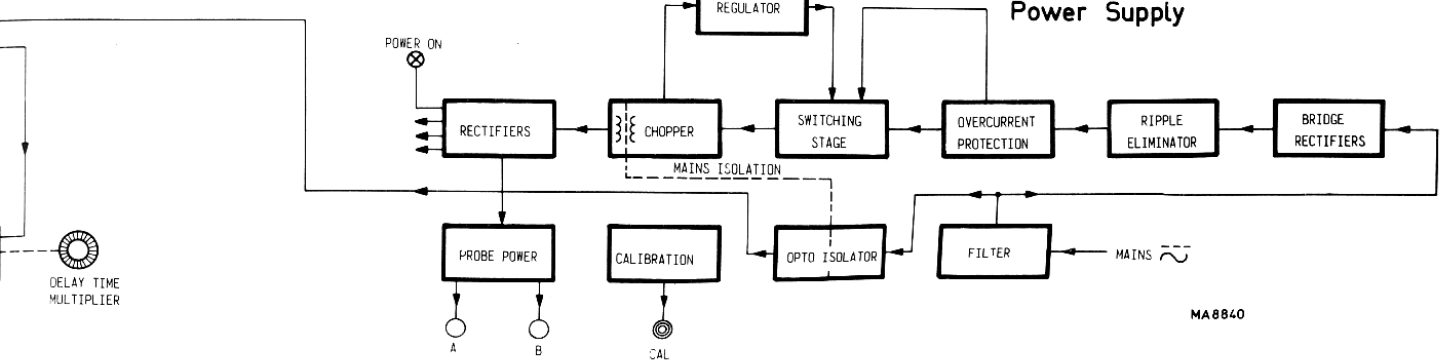 REGULATOR
Power Supply
POWER ON
RECTIFIERS
CHOPPER
SWITCHING
STAGE
OVERCURRENT
PROTECTION
RIPPLE
ELIMINATOR
BRIDGE
RECTIFIERS
MAINS ISOLATION
PROBE POWER
CALIBRATION
OPTO ISOLATOR
FILTER
MAINS
DELAY TIME
MULTIPLIER
MA8840
A
B
CAL